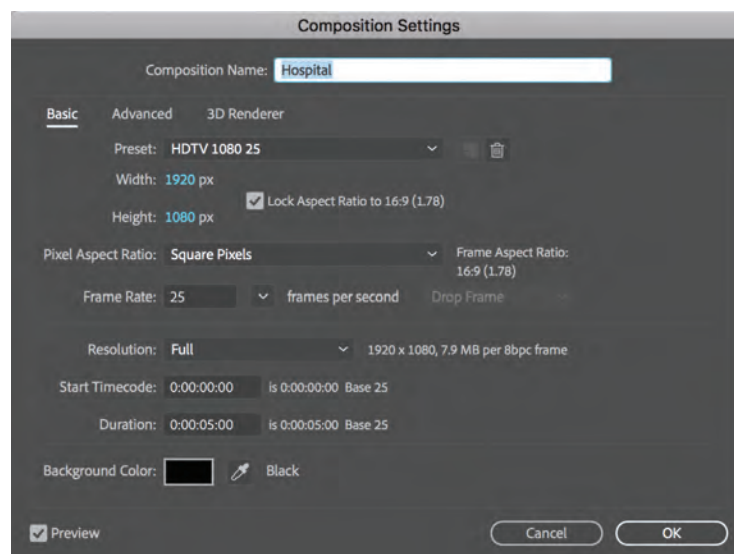 Composition Settings
Composition Name: Hospital
Basic Advanced 3D Renderer
Preset: HDTV 1080 25
Width: 1920 px
Lock Aspect Ratio to 16:9 (1.78)
Height: 1080 px
Pixel Aspect Ratio: Square Pixels Frame Aspect Ratio:
16:9 (1.78)
Frame Rate: 25 frames per second Drop Frame
Resolution: Full 1920 x 1080, 7.9 MB per 8bpc frame
Start Timecode: 0:00:00:00 is 0:00:00:00 Base 25
Duration: 0:00:05:00 is 0:00:05:00 Base 25
Background Color: Black
Preview Cancel OK